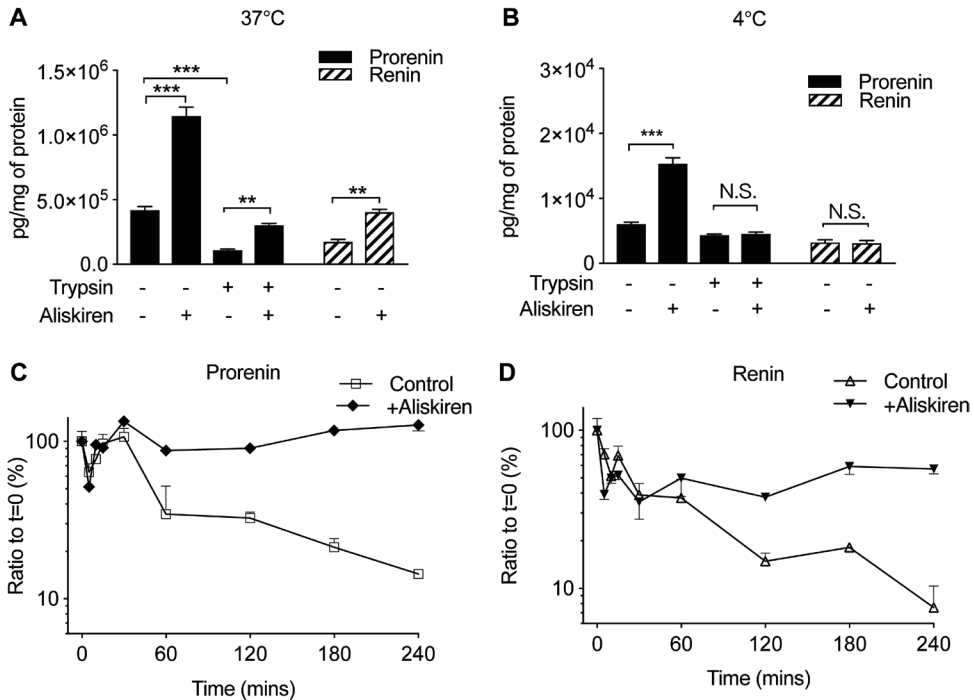 A
37°C
Prorenin
Renin
pg/mg of protein
1.5×10⁶
1.0×10⁶
5.0×10⁵
0.0
***
***
**
**
Trypsin - - + + - -
Aliskiren - + - + - +
B
4°C
Prorenin
Renin
pg/mg of protein
3×10⁴
2×10⁴
1×10⁴
0
***
N.S.
N.S.
Trypsin - - + + - -
Aliskiren - + - + - +
C
Prorenin
Control
+Aliskiren
Ratio to t=0 (%)
100
10
0 60 120 180 240
Time (mins)
D
Renin
Control
+Aliskiren
Ratio to t=0 (%)
100
10
0 60 120 180 240
Time (mins)